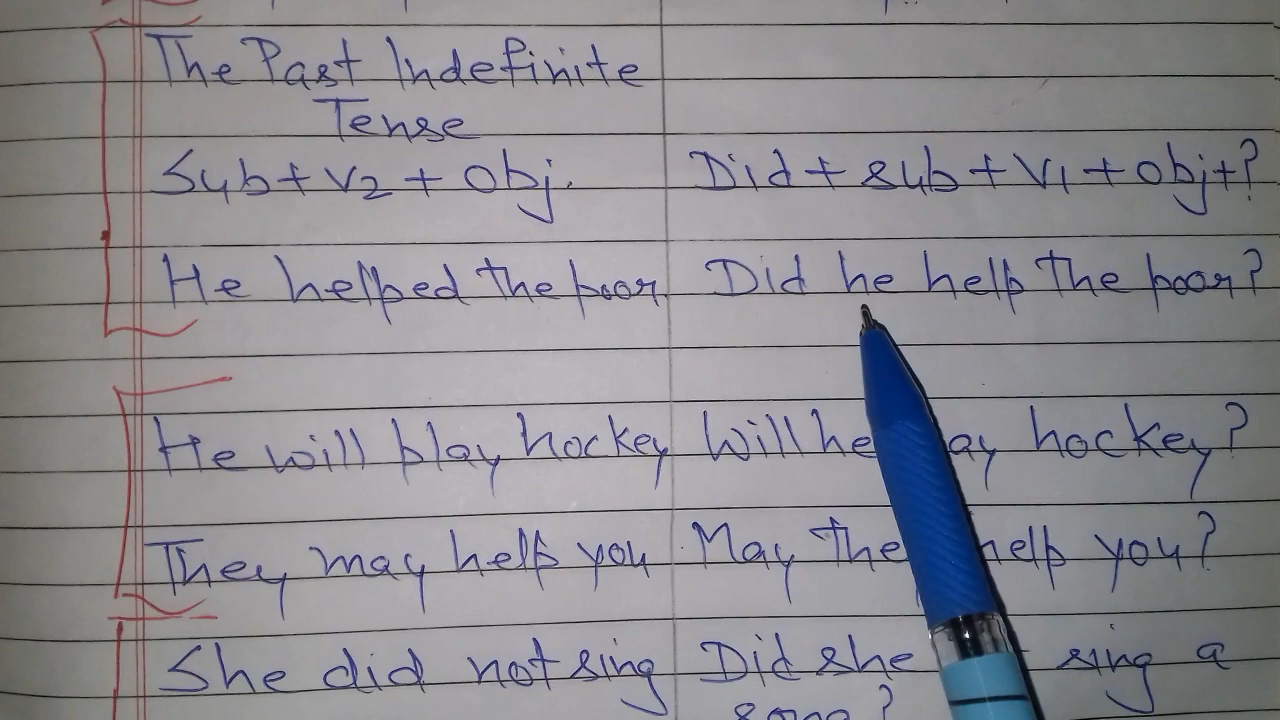 The Past Indefinite
Tense
Sub + V2 + Obj. Did + sub + V1 + Obj + ?
He helped the poor. Did he help the poor?
He will play hockey Will he ay hockey?
They may help you. May the help you?
She did not sing Did she sing a
song?